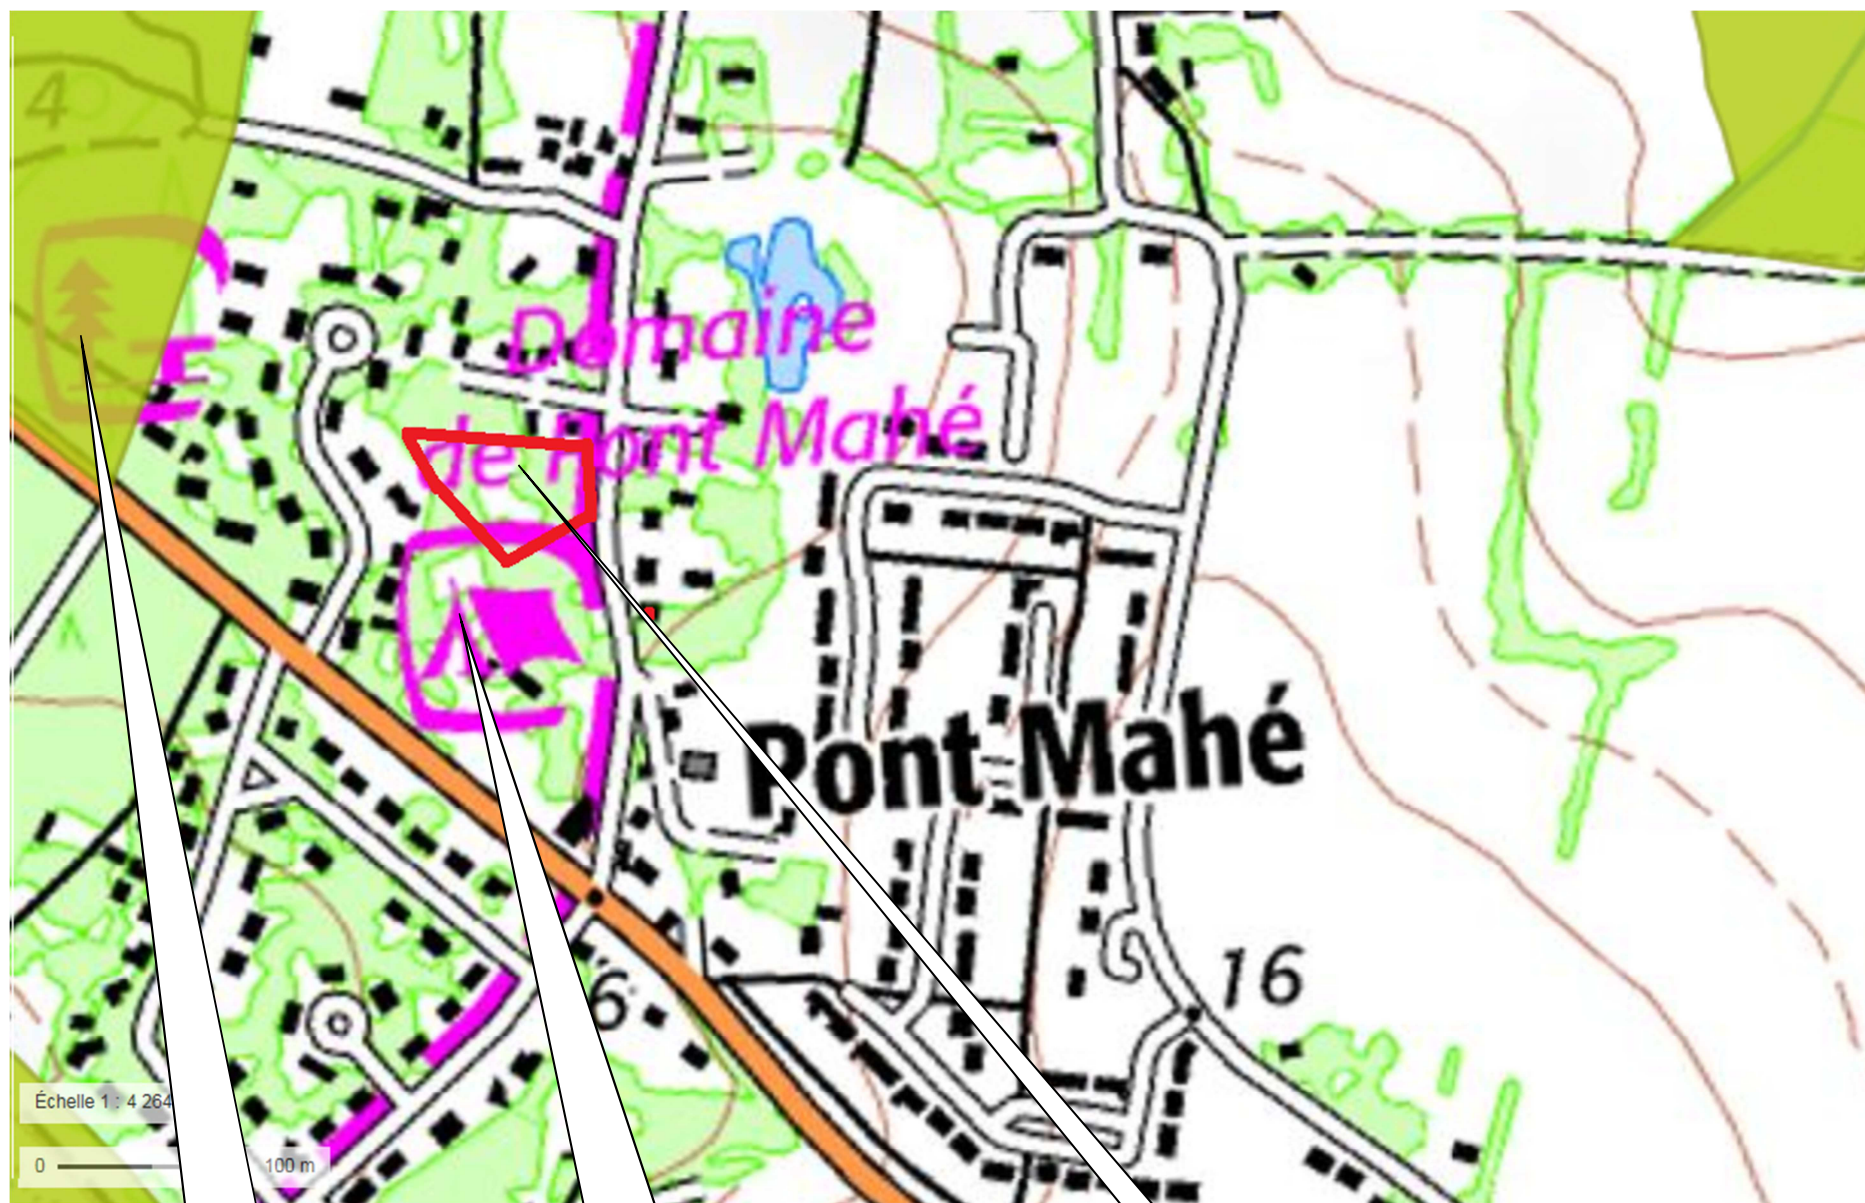 4
Domaine
de Pont Mahé
Pont Mahé
16
6
Échelle 1 : 4 264
0 100 m